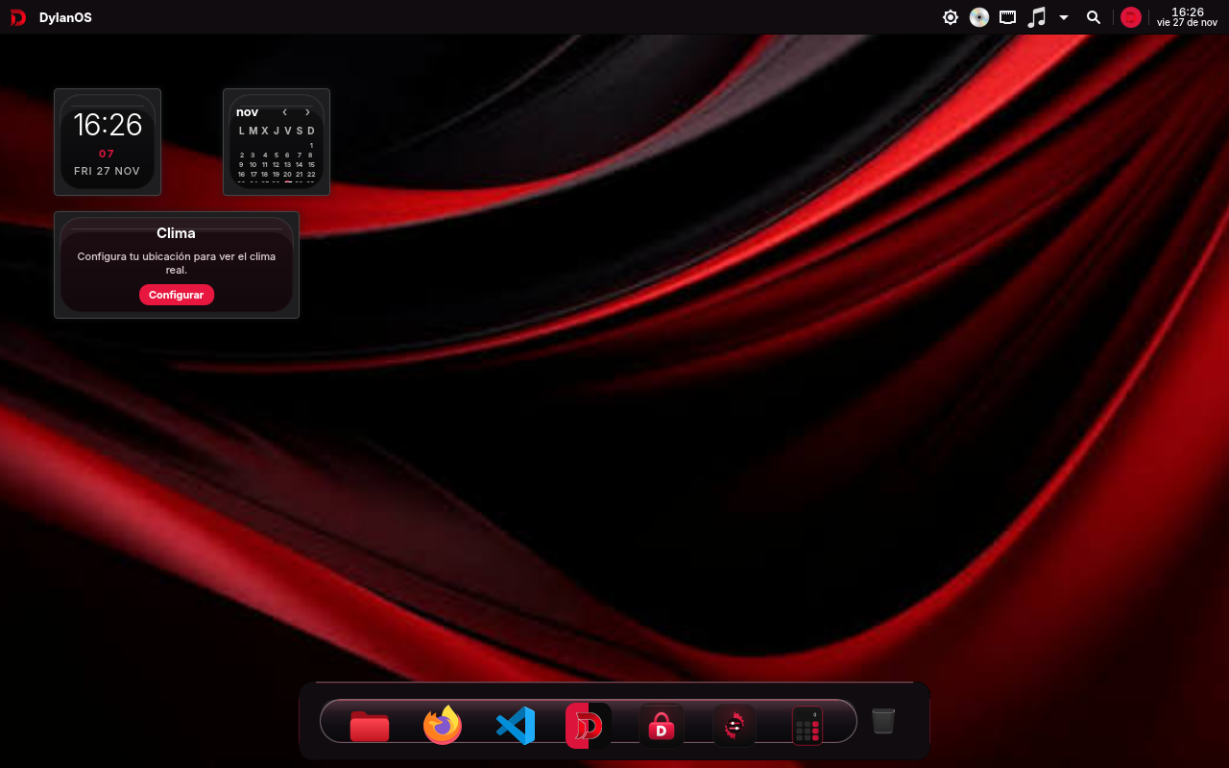 DylanOS
16:26
vie 27 de nov
16:26
07
FRI 27 NOV
nov ‹ ›
L M X J V S D
1
2 3 4 5 6 7 8
9 10 11 12 13 14 15
16 17 18 19 20 21 22
Clima
Configura tu ubicación para ver el clima
real.
Configurar
D